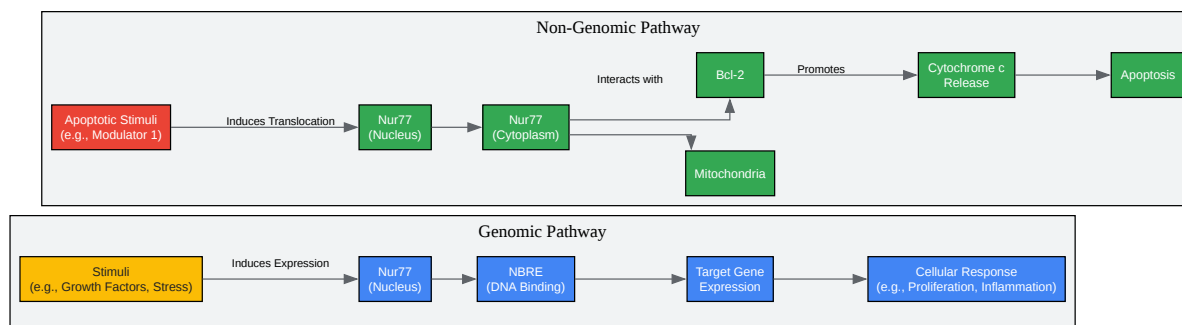 Non-Genomic Pathway
Apoptotic Stimuli
(e.g., Modulator 1)
Induces Translocation
Nur77
(Nucleus)
Nur77
(Cytoplasm)
Interacts with
Bcl-2
Mitochondria
Promotes
Cytochrome c
Release
Apoptosis
Genomic Pathway
Stimuli
(e.g., Growth Factors, Stress)
Induces Expression
Nur77
(Nucleus)
NBRE
(DNA Binding)
Target Gene
Expression
Cellular Response
(e.g., Proliferation, Inflammation)